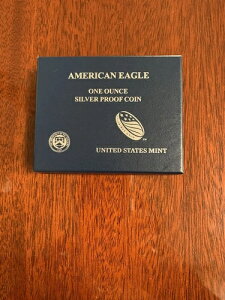 AMERICAN EAGLE
ONE OUNCE
SILVER PROOF COIN
UNITED STATES MINT